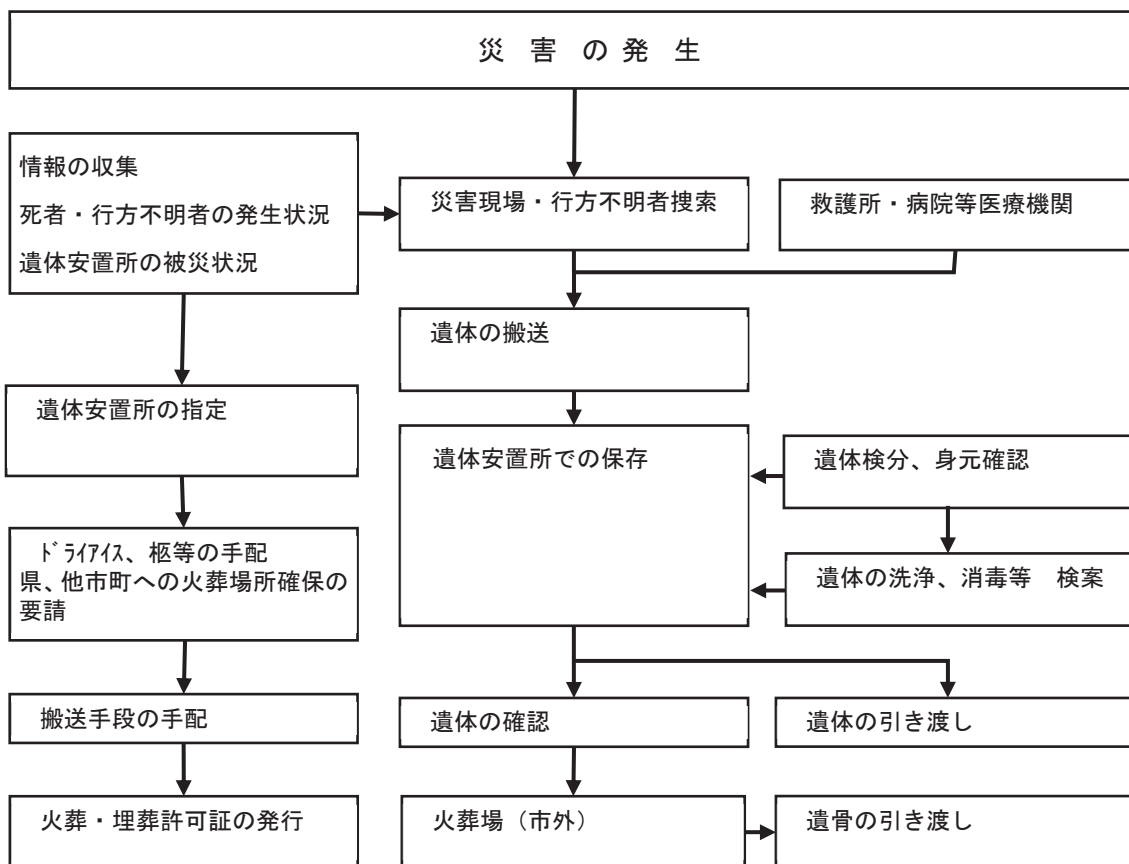 災 害 の 発 生
情報の収集
死者・行方不明者の発生状況
遺体安置所の被災状況
災害現場・行方不明者捜索
救護所・病院等医療機関
遺体の搬送
遺体安置所の指定
遺体安置所での保存
遺体検分、身元確認
ﾄﾞﾗｲｱｲｽ、柩等の手配
県、他市町への火葬場所確保の
要請
遺体の洗浄、消毒等　検案
搬送手段の手配
遺体の確認
遺体の引き渡し
火葬・埋葬許可証の発行
火葬場（市外）
遺骨の引き渡し